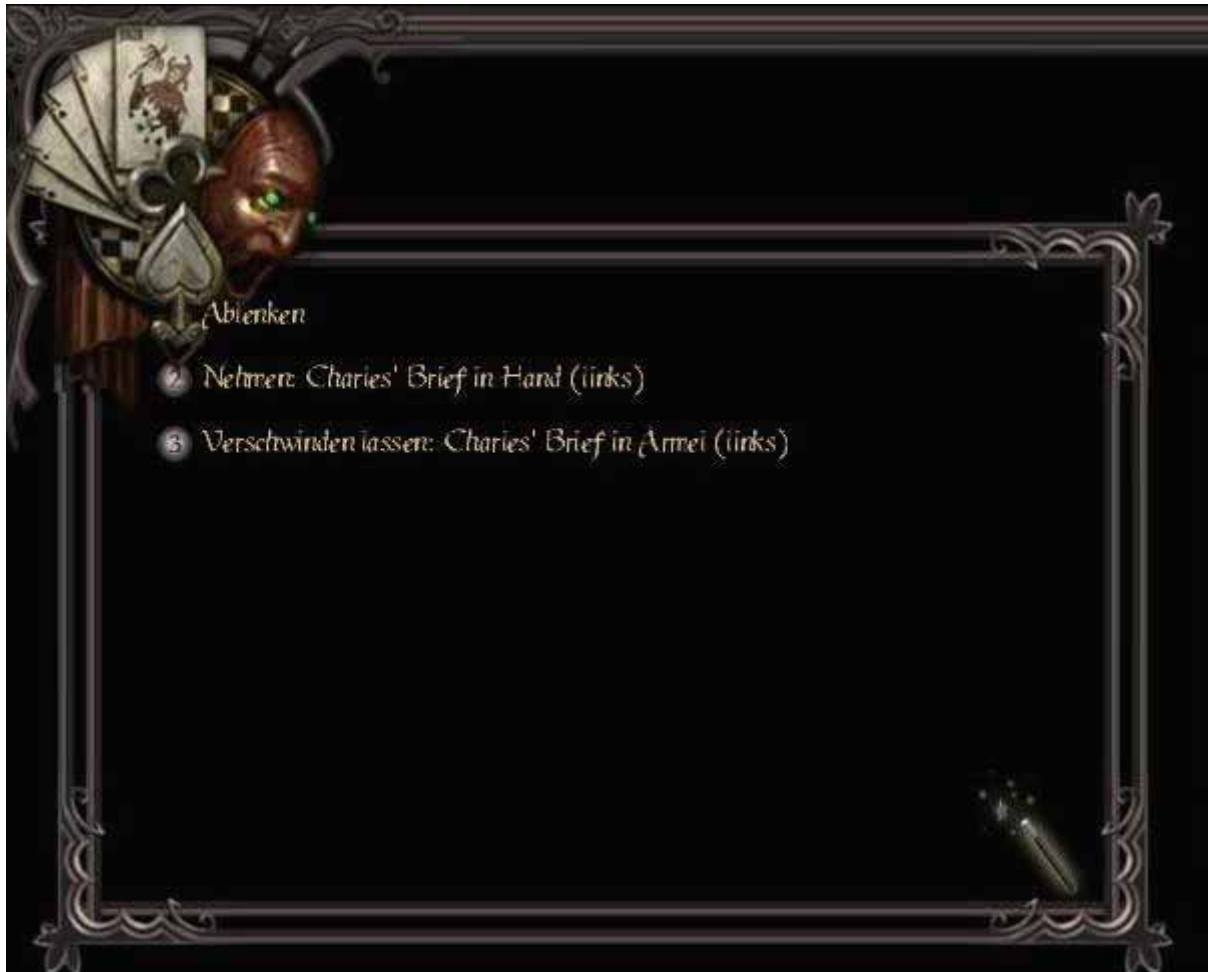 Ablenken
2 Nehmen: Charles' Brief in Hand (links)
3 Verschwinden lassen: Charles' Brief in Ärmel (links)